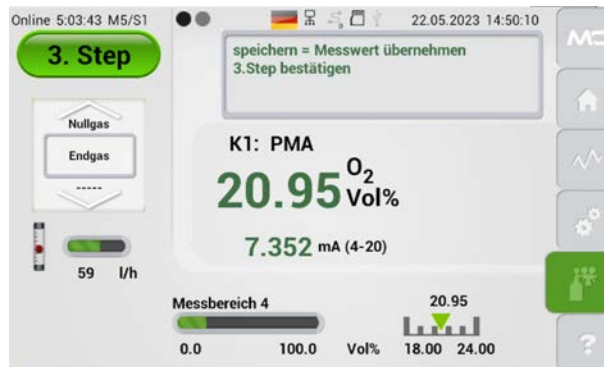 Online 5:03:43 M5/S1
22.05.2023 14:50:10
3. Step
speichern = Messwert übernehmen
3.Step bestätigen
Nullgas
Endgas
-----
59 l/h
K1: PMA
20.95 O2 Vol%
7.352 mA (4-20)
Messbereich 4
20.95
0.0 100.0 Vol% 18.00 24.00
?